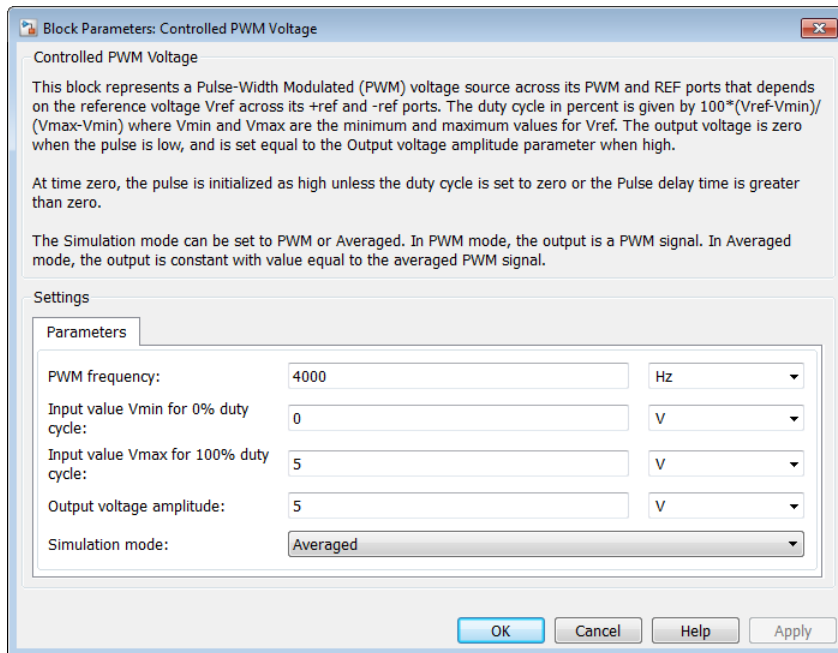 Block Parameters: Controlled PWM Voltage
Controlled PWM Voltage
This block represents a Pulse-Width Modulated (PWM) voltage source across its PWM and REF ports that depends
on the reference voltage Vref across its +ref and -ref ports. The duty cycle in percent is given by 100*(Vref-Vmin)/
(Vmax-Vmin) where Vmin and Vmax are the minimum and maximum values for Vref. The output voltage is zero
when the pulse is low, and is set equal to the Output voltage amplitude parameter when high.
At time zero, the pulse is initialized as high unless the duty cycle is set to zero or the Pulse delay time is greater
than zero.
The Simulation mode can be set to PWM or Averaged. In PWM mode, the output is a PWM signal. In Averaged
mode, the output is constant with value equal to the averaged PWM signal.
Settings
Parameters
PWM frequency: 4000 Hz
Input value Vmin for 0% duty
cycle: 0 V
Input value Vmax for 100% duty
cycle: 5 V
Output voltage amplitude: 5 V
Simulation mode: Averaged
OK Cancel Help Apply